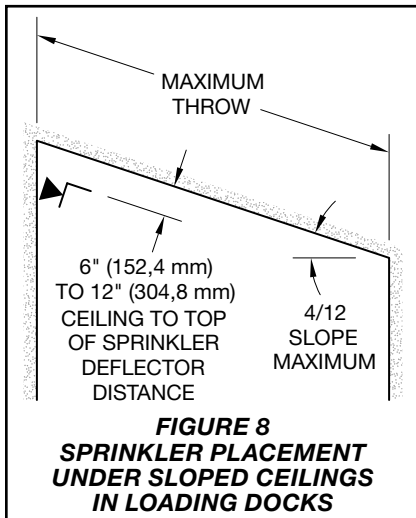 MAXIMUM
THROW
6" (152,4 mm)
TO 12" (304,8 mm)
CEILING TO TOP
OF SPRINKLER
DEFLECTOR
DISTANCE
4/12
SLOPE
MAXIMUM
FIGURE 8
SPRINKLER PLACEMENT
UNDER SLOPED CEILINGS
IN LOADING DOCKS